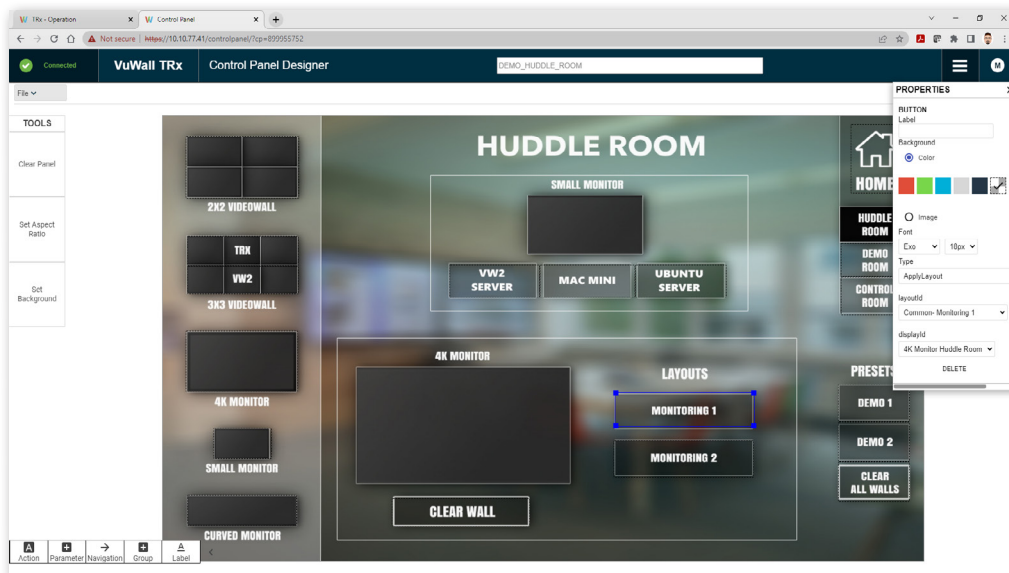 TRx - Operation
Control Panel
Not secure
https://10.10.77.41/controlpanel/?cp=899955752
Connected
VuWall TRx
Control Panel Designer
DEMO_HUDDLE_ROOM
M
File
TOOLS
Clear Panel
Set Aspect
Ratio
Set
Background
2X2 VIDEOWALL
TRX
VW2
3X3 VIDEOWALL
4K MONITOR
SMALL MONITOR
CURVED MONITOR
HUDDLE ROOM
SMALL MONITOR
VW2
SERVER
MAC MINI
UBUNTU
SERVER
4K MONITOR
LAYOUTS
MONITORING 1
MONITORING 2
CLEAR WALL
HOME
HUDDLE
ROOM
DEMO
ROOM
CONTROL
ROOM
PRESETS
DEMO 1
DEMO 2
CLEAR
ALL WALLS
PROPERTIES
BUTTON
Label
Background
Color
Image
Font
Exo
18px
Type
ApplyLayout
layoutId
Common- Monitoring 1
displayId
4K Monitor Huddle Room
DELETE
A
Action
Parameter
Navigation
Group
A
Label